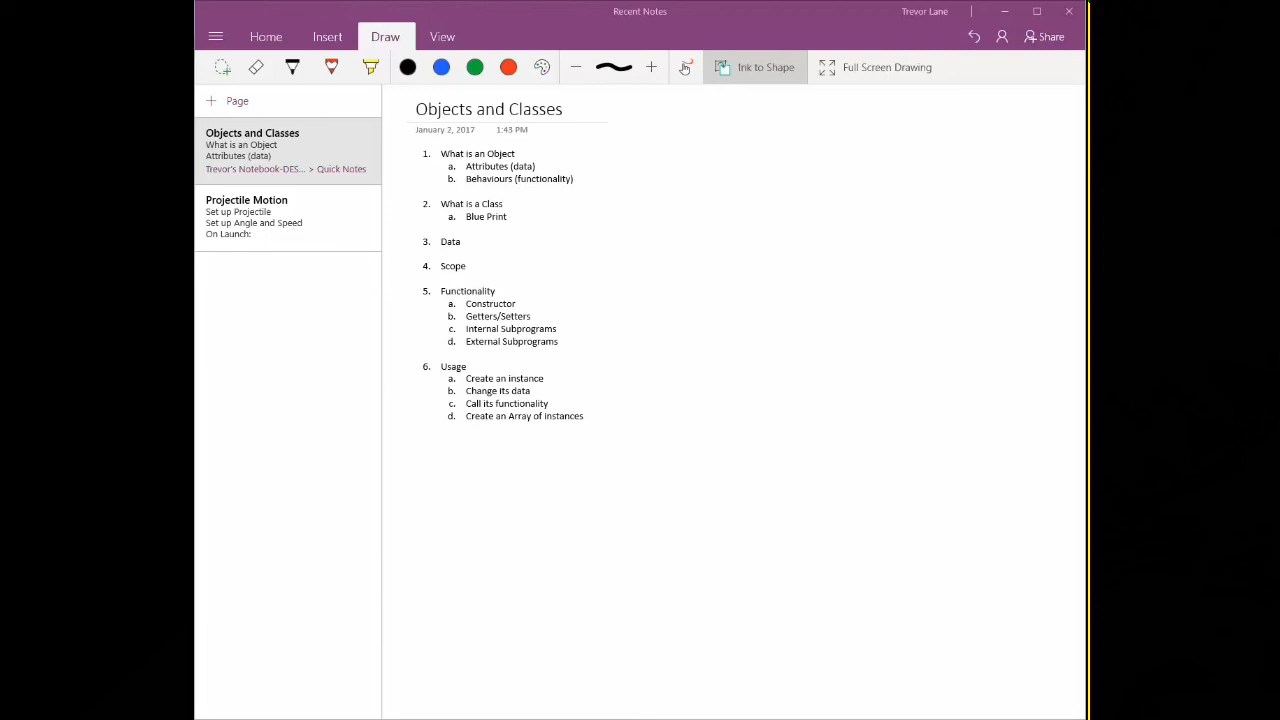 Recent Notes
Trevor Lane
Home Insert Draw View
Share
Ink to Shape
Full Screen Drawing
+ Page
Objects and Classes
What is an Object
Attributes (data)
Trevor's Notebook-DES... > Quick Notes
Projectile Motion
Set up Projectile
Set up Angle and Speed
On Launch:
Objects and Classes
January 2, 2017 1:43 PM
1. What is an Object
a. Attributes (data)
b. Behaviours (functionality)
2. What is a Class
a. Blue Print
3. Data
4. Scope
5. Functionality
a. Constructor
b. Getters/Setters
c. Internal Subprograms
d. External Subprograms
6. Usage
a. Create an instance
b. Change its data
c. Call its functionality
d. Create an Array of instances